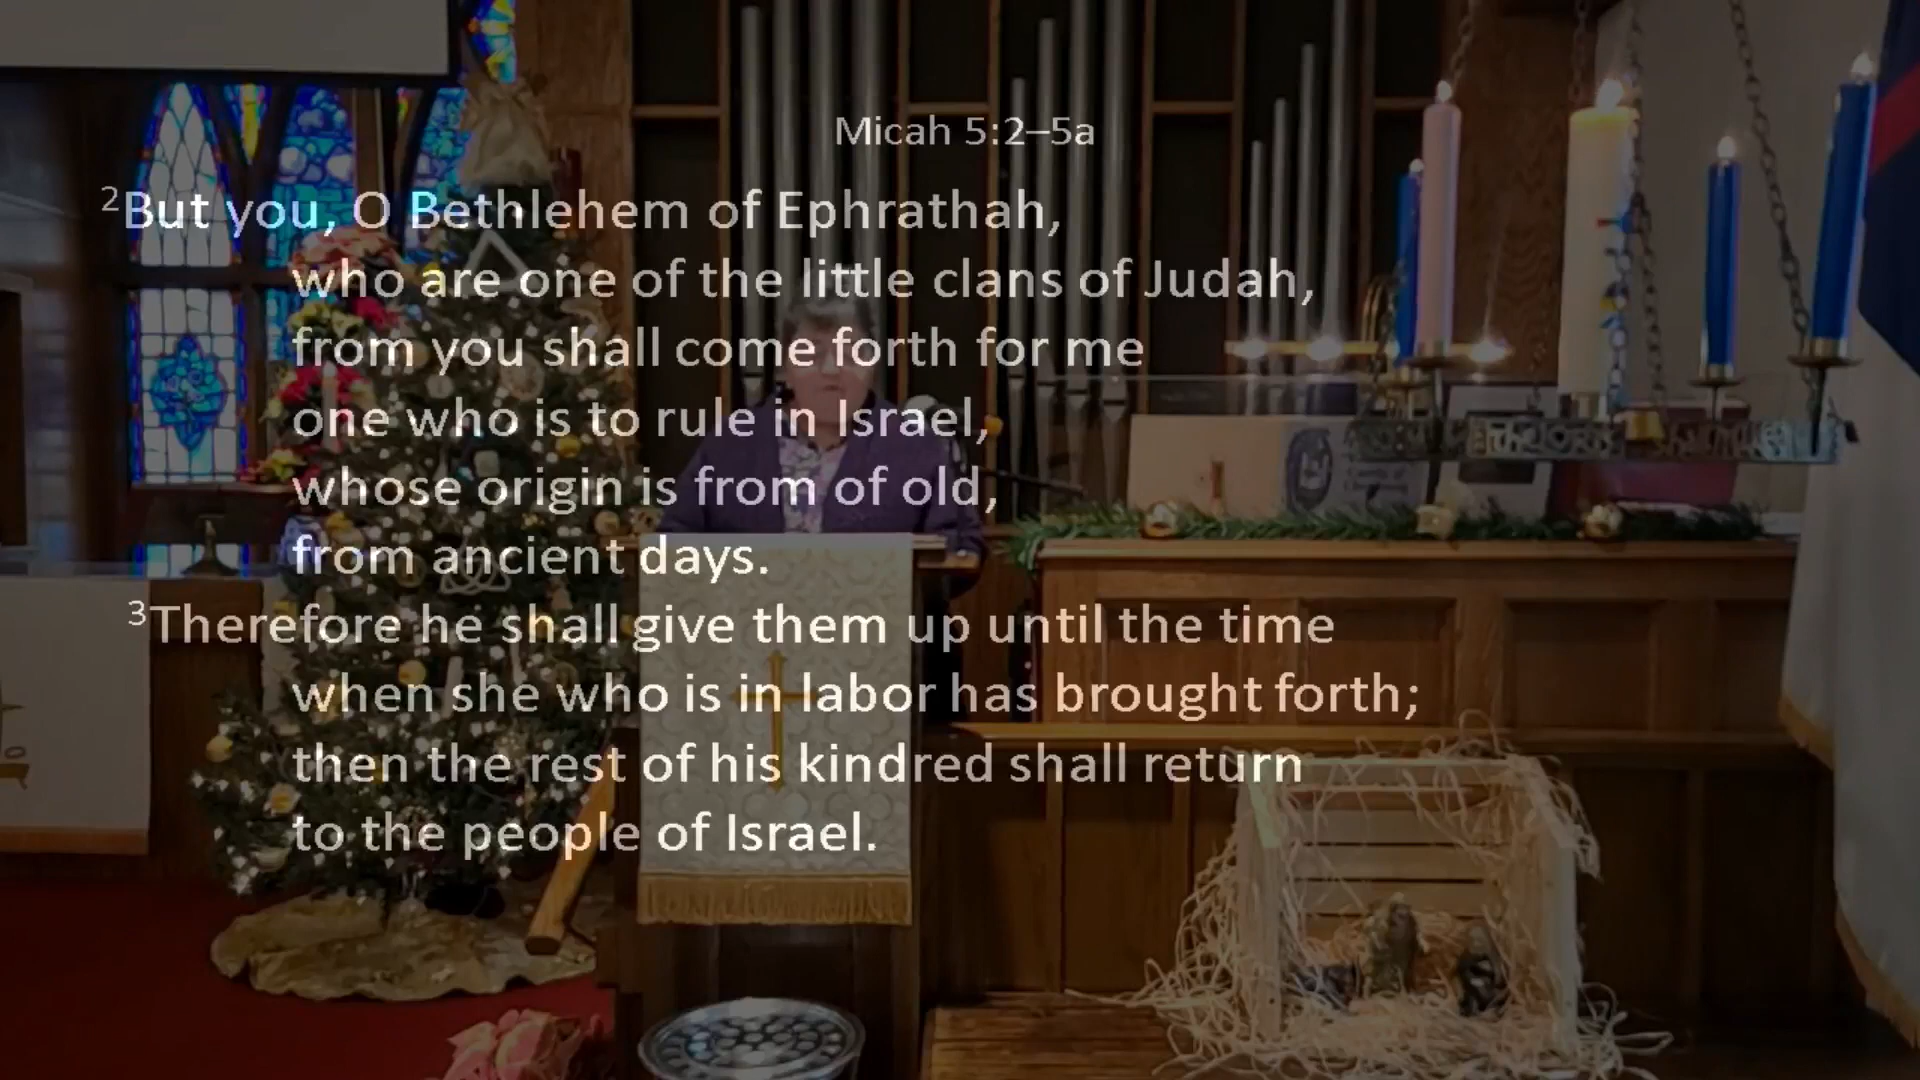 Micah 5:2–5a
2But you, O Bethlehem of Ephrathah,
who are one of the little clans of Judah,
from you shall come forth for me
one who is to rule in Israel,
whose origin is from of old,
from ancient days.
3Therefore he shall give them up until the time
when she who is in labor has brought forth;
then the rest of his kindred shall return
to the people of Israel.